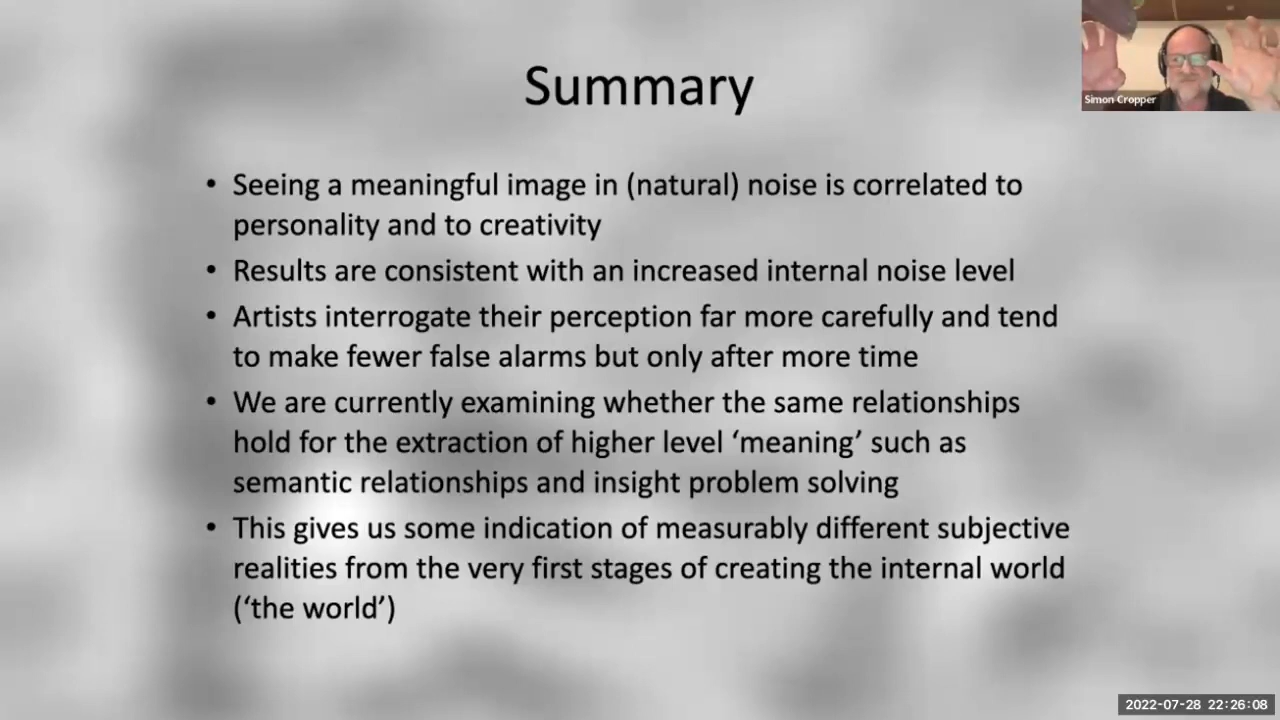 Summary
Simon Cropper
• Seeing a meaningful image in (natural) noise is correlated to
personality and to creativity
• Results are consistent with an increased internal noise level
• Artists interrogate their perception far more carefully and tend
to make fewer false alarms but only after more time
• We are currently examining whether the same relationships
hold for the extraction of higher level ‘meaning’ such as
semantic relationships and insight problem solving
• This gives us some indication of measurably different subjective
realities from the very first stages of creating the internal world
(‘the world’)
2022-07-28 22:26:08